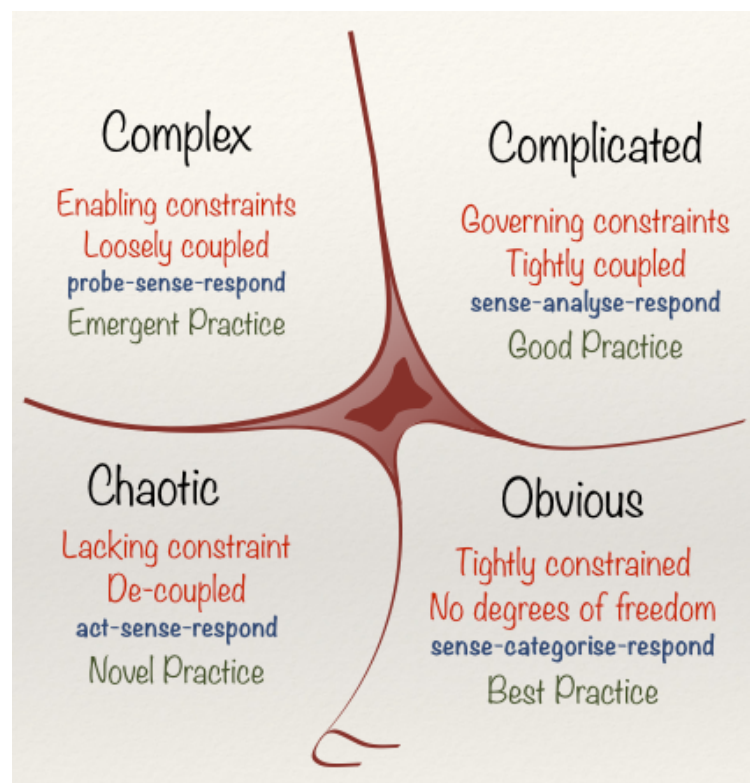 Complex
Enabling constraints
Loosely coupled
probe-sense-respond
Emergent Practice
Complicated
Governing constraints
Tightly coupled
sense-analyse-respond
Good Practice
Chaotic
Lacking constraint
De-coupled
act-sense-respond
Novel Practice
Obvious
Tightly constrained
No degrees of freedom
sense-categorise-respond
Best Practice